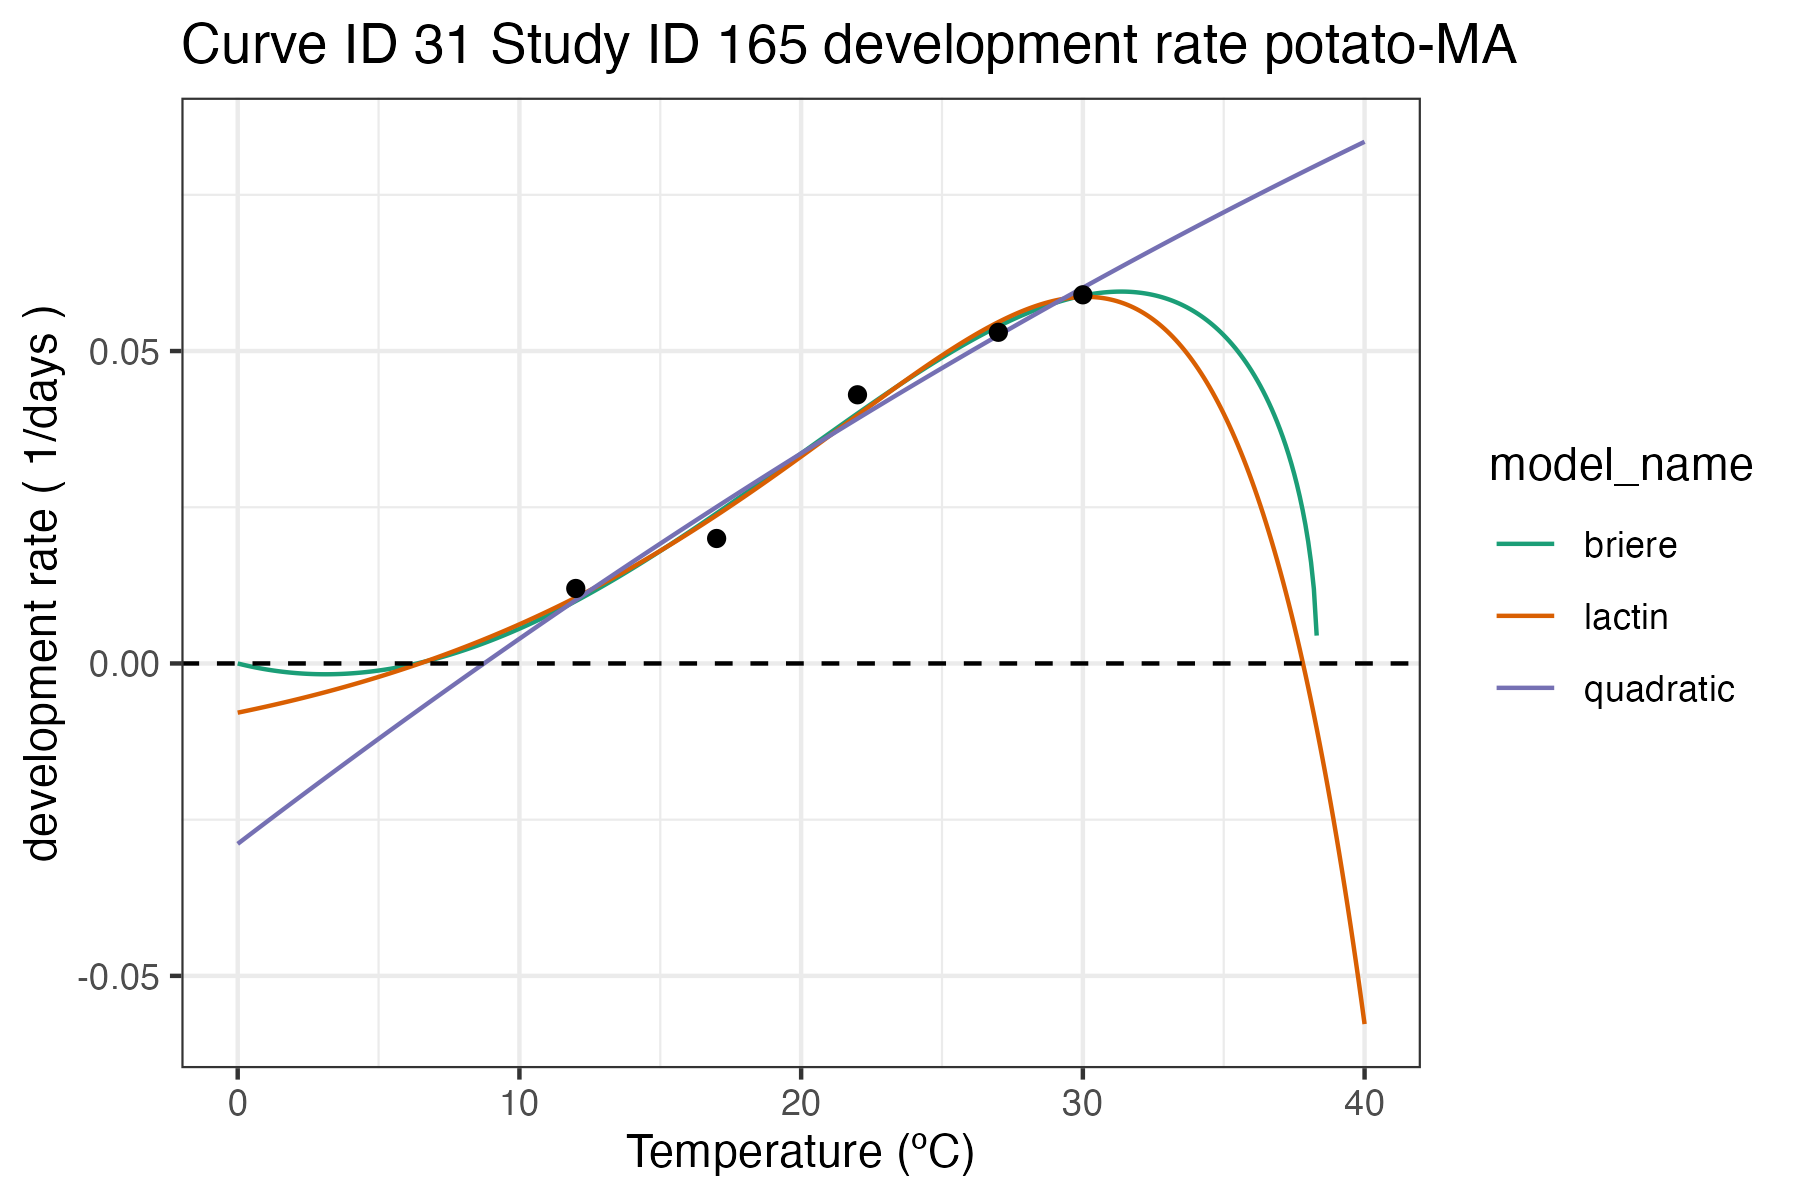 Curve ID 31 Study ID 165 development rate potato-MA
development rate ( 1/days )
0.05
0.00
-0.05
0 10 20 30 40
Temperature (ºC)
model_name
briere
lactin
quadratic